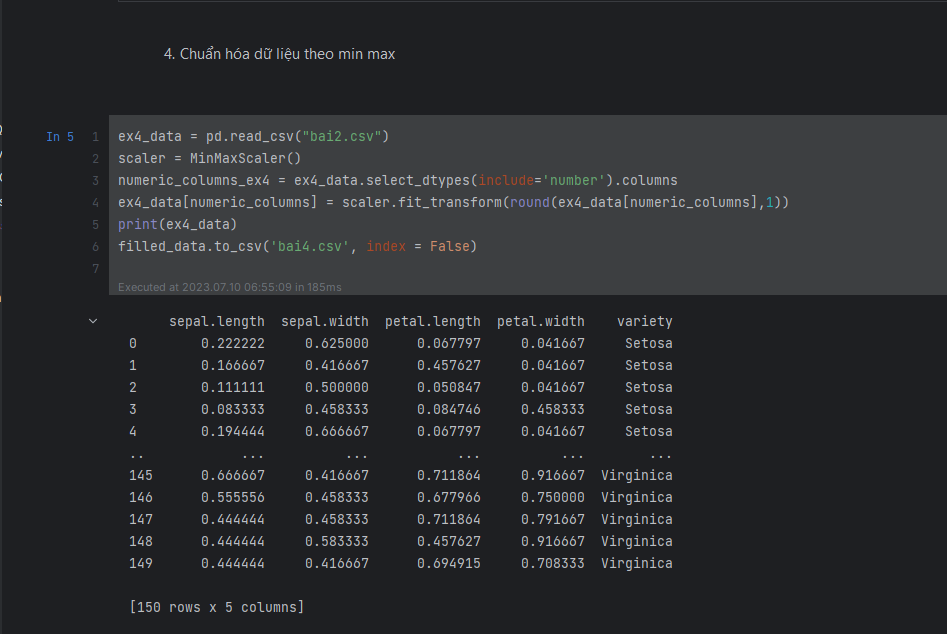 4. Chuẩn hóa dữ liệu theo min max
In 5
1 ex4_data = pd.read_csv("bai2.csv")
2 scaler = MinMaxScaler()
3 numeric_columns_ex4 = ex4_data.select_dtypes(include='number').columns
4 ex4_data[numeric_columns] = scaler.fit_transform(round(ex4_data[numeric_columns],1))
5 print(ex4_data)
6 filled_data.to_csv('bai4.csv', index = False)
7
Executed at 2023.07.10 06:55:09 in 185ms
sepal.length sepal.width petal.length petal.width variety
0 0.222222 0.625000 0.067797 0.041667 Setosa
1 0.166667 0.416667 0.457627 0.041667 Setosa
2 0.111111 0.500000 0.050847 0.041667 Setosa
3 0.083333 0.458333 0.084746 0.458333 Setosa
4 0.194444 0.666667 0.067797 0.041667 Setosa
.. ... ... ... ... ...
145 0.666667 0.416667 0.711864 0.916667 Virginica
146 0.555556 0.458333 0.677966 0.750000 Virginica
147 0.444444 0.458333 0.711864 0.791667 Virginica
148 0.444444 0.583333 0.457627 0.916667 Virginica
149 0.444444 0.416667 0.694915 0.708333 Virginica
[150 rows x 5 columns]